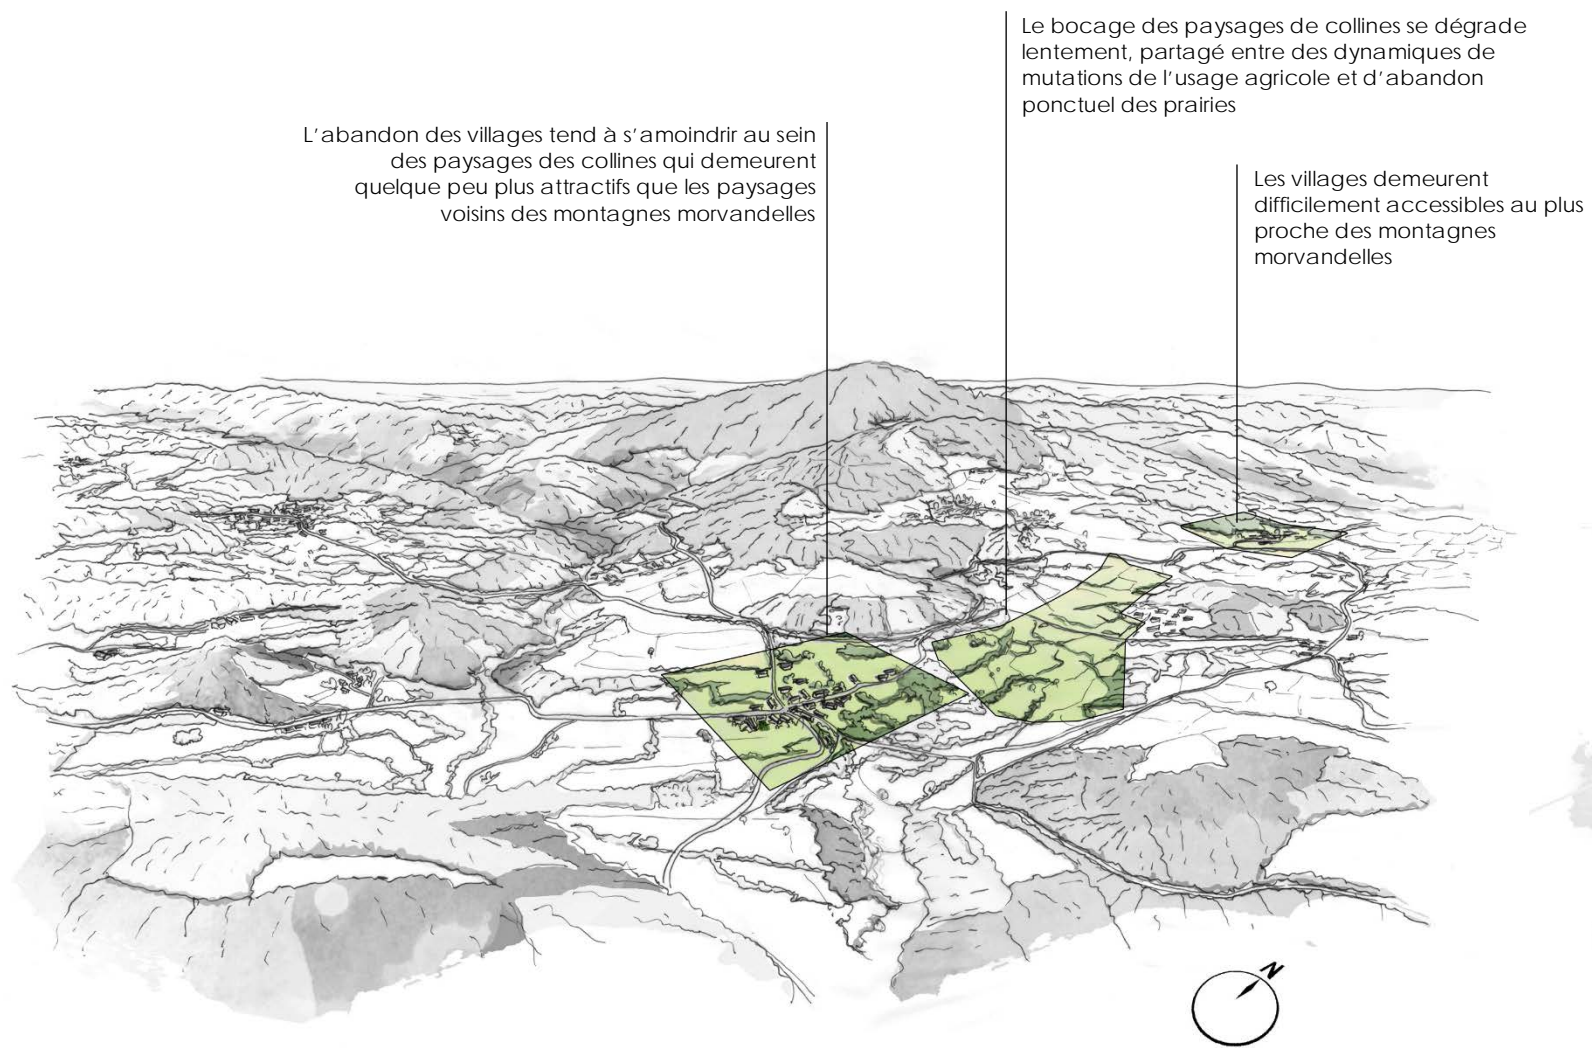 Le bocage des paysages de collines se dégrade
lentement, partagé entre des dynamiques de
mutations de l'usage agricole et d'abandon
ponctuel des prairies
L'abandon des villages tend à s'amoindrir au sein
des paysages des collines qui demeurent
quelque peu plus attractifs que les paysages
voisins des montagnes morvandelles
Les villages demeurent
difficilement accessibles au plus
proche des montagnes
morvandelles
N